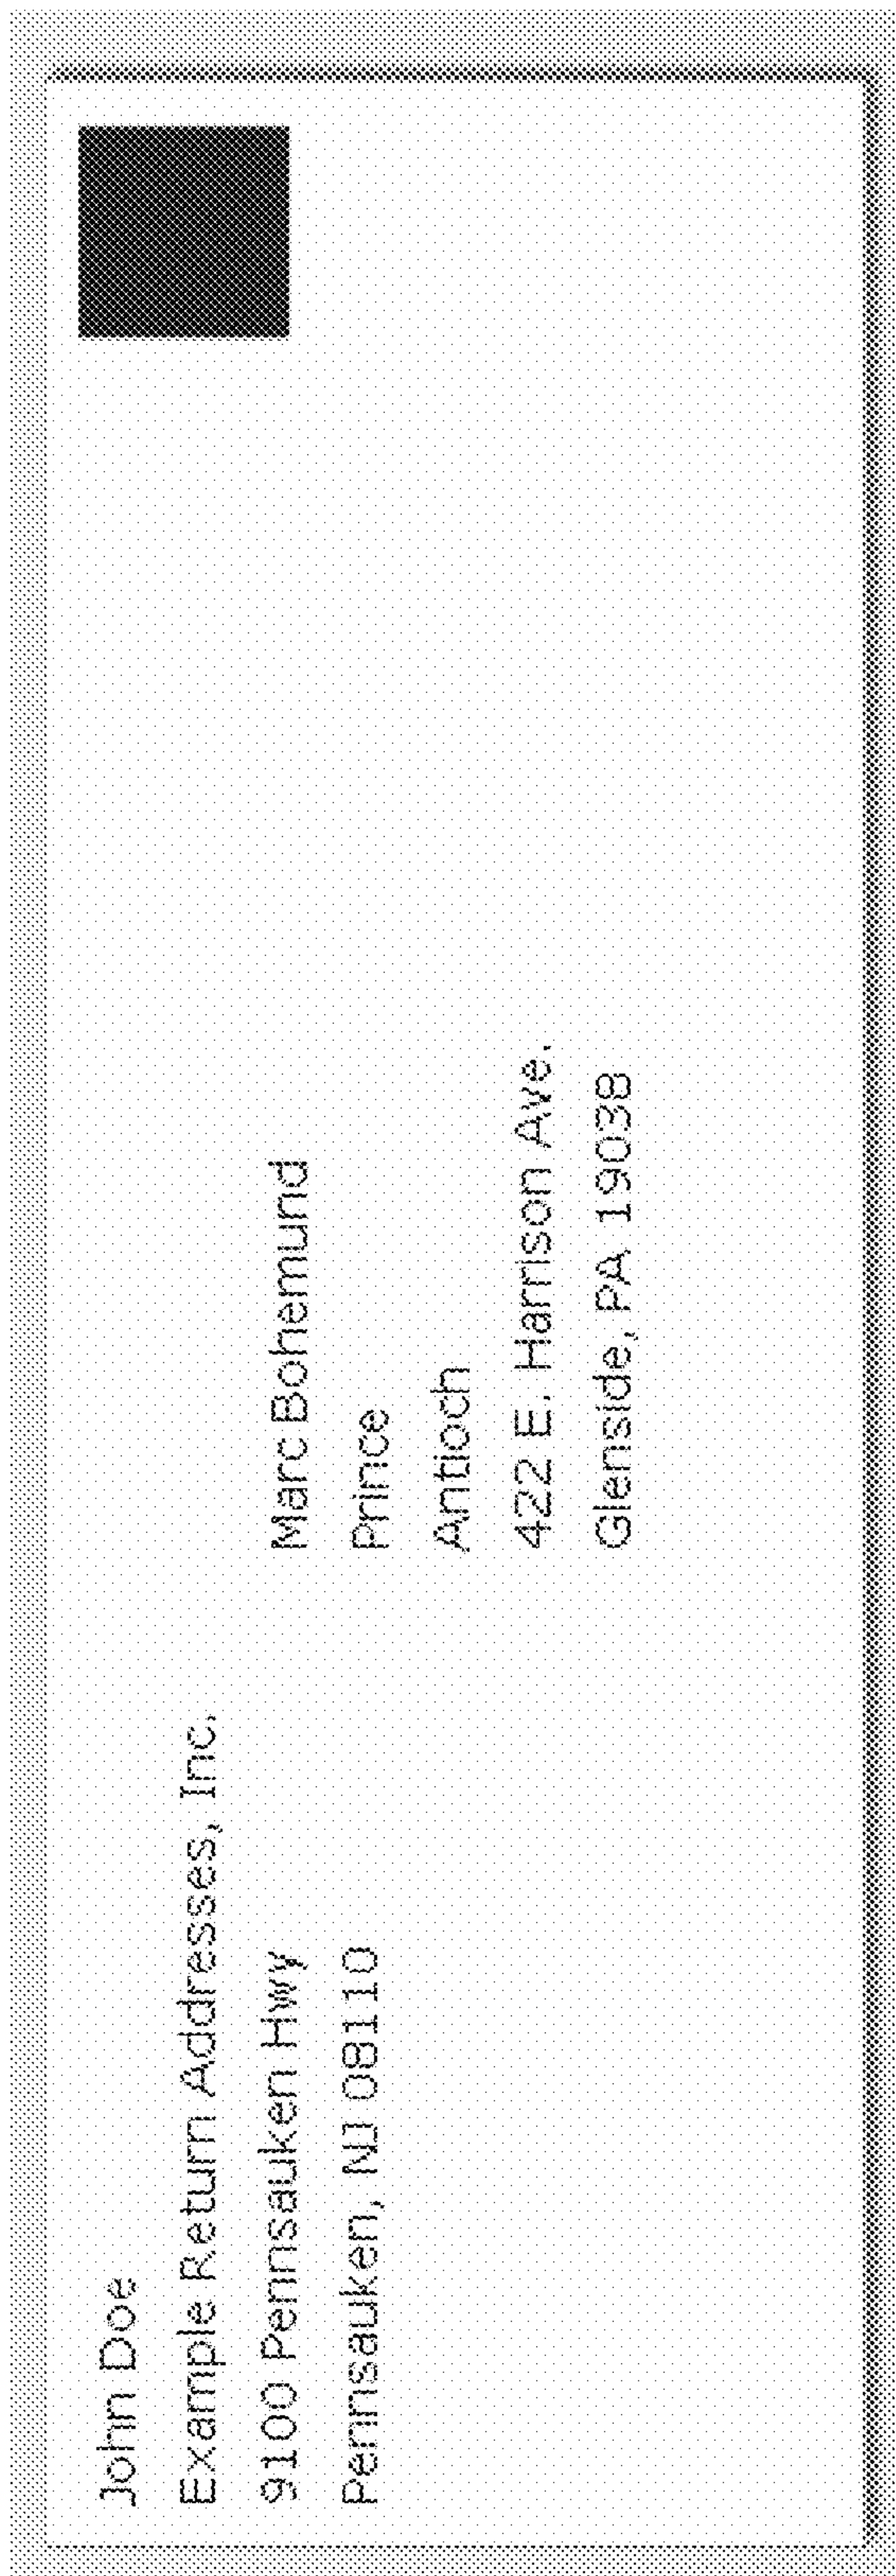 John Doe
Example Return Addresses, Inc.
9100 Pennsauken Hwy
Pennsauken, NJ 08110
Marc Bohemund
Prince
Antioch
422 E. Harrison Ave.
Glenside, PA 19038